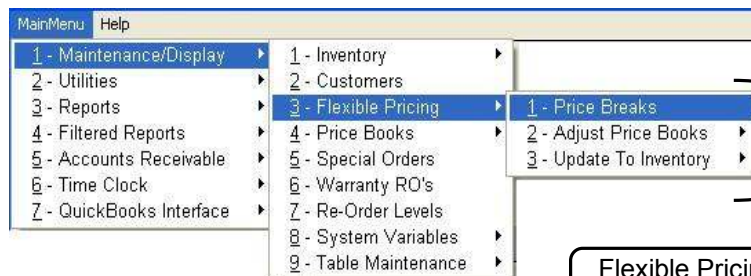 MainMenu Help
1 - Maintenance/Display
2 - Utilities
3 - Reports
4 - Filtered Reports
5 - Accounts Receivable
6 - Time Clock
7 - QuickBooks Interface
1 - Inventory
2 - Customers
3 - Flexible Pricing
4 - Price Books
5 - Special Orders
6 - Warranty RO's
7 - Re-Order Levels
8 - System Variables
9 - Table Maintenance
1 - Price Breaks
2 - Adjust Price Books
3 - Update To Inventory
Flexible